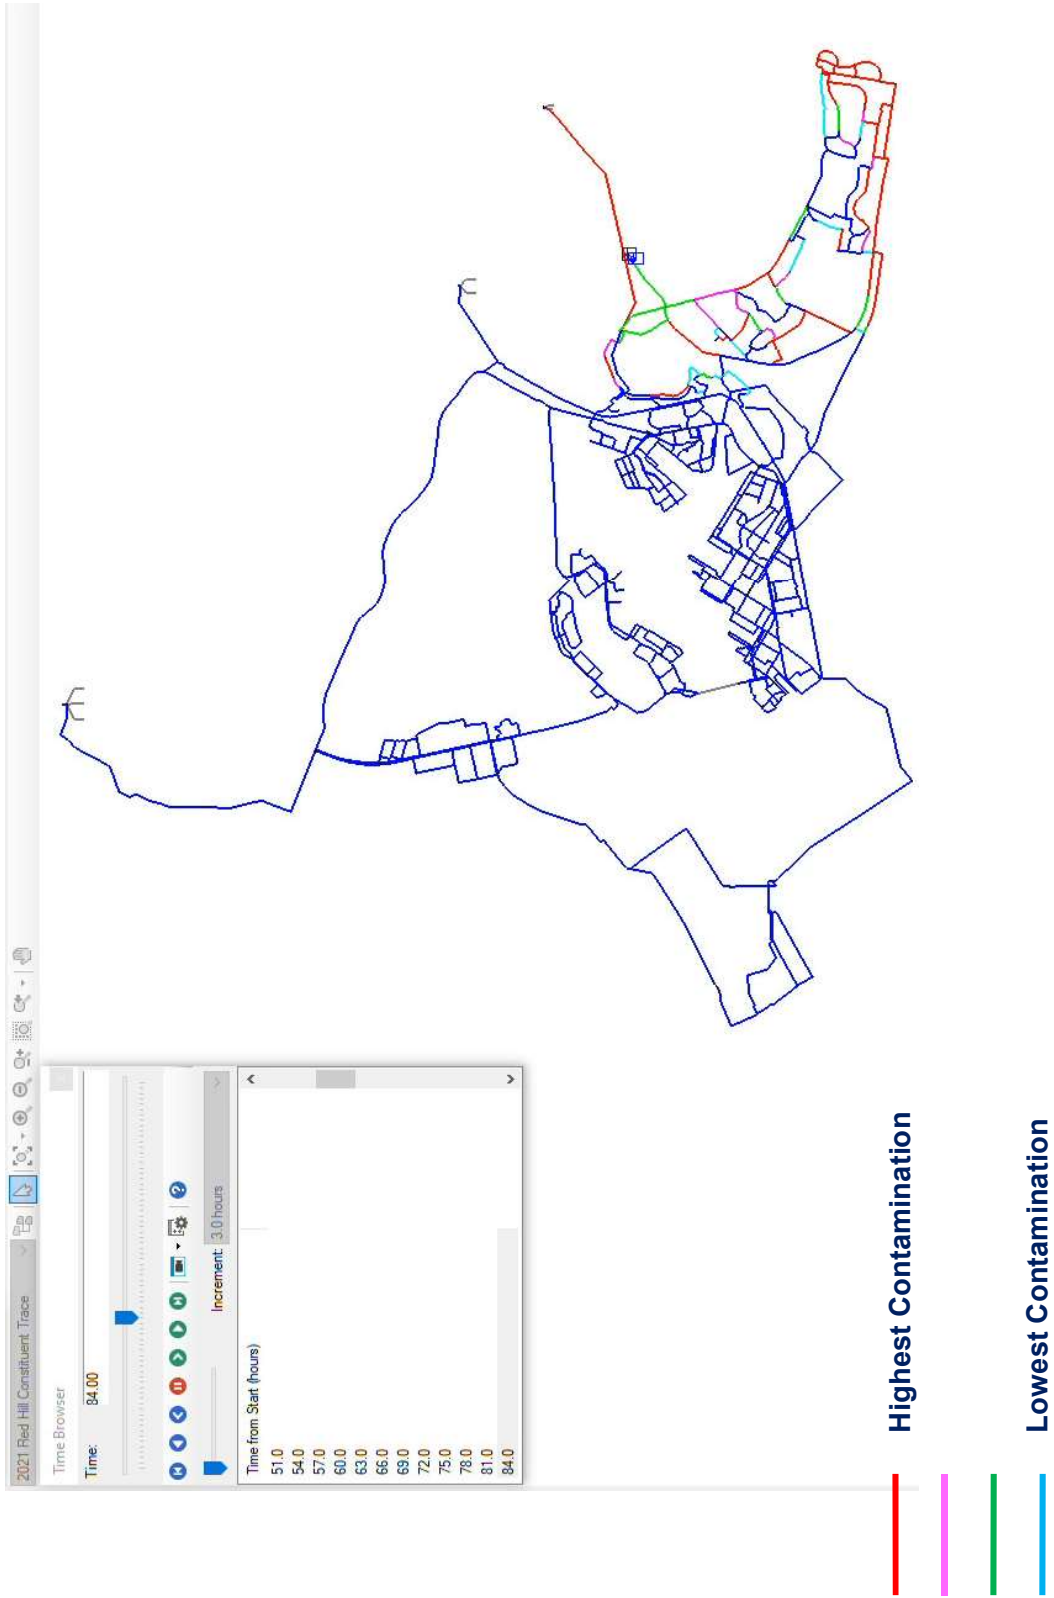 2021 Red Hill Constituent Trace
Time Browser
Time: 84.00
Increment: 3.0 hours
Time from Start (hours)
51.0
54.0
57.0
60.0
63.0
66.0
69.0
72.0
75.0
78.0
81.0
84.0
Highest Contamination
Lowest Contamination